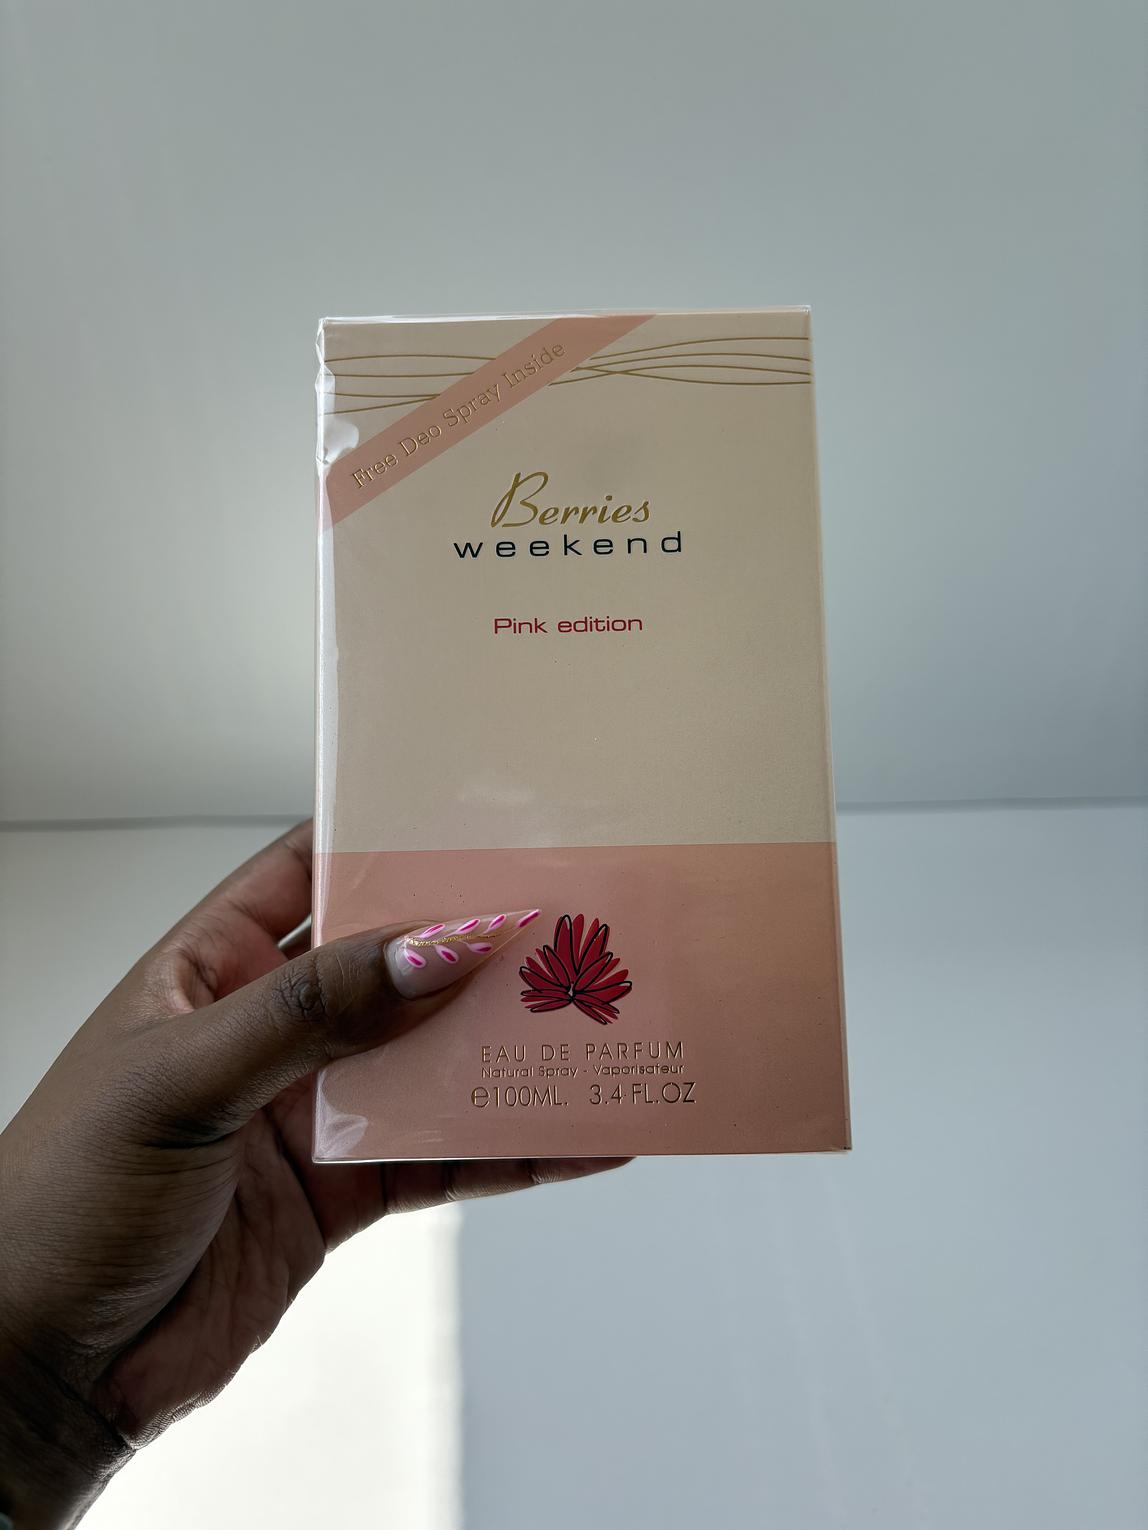 Free Deo Spray Inside
Berries
weekend
Pink edition
EAU DE PARFUM
Natural Spray - Vaporisateur
℮100ML. 3.4 FL.OZ